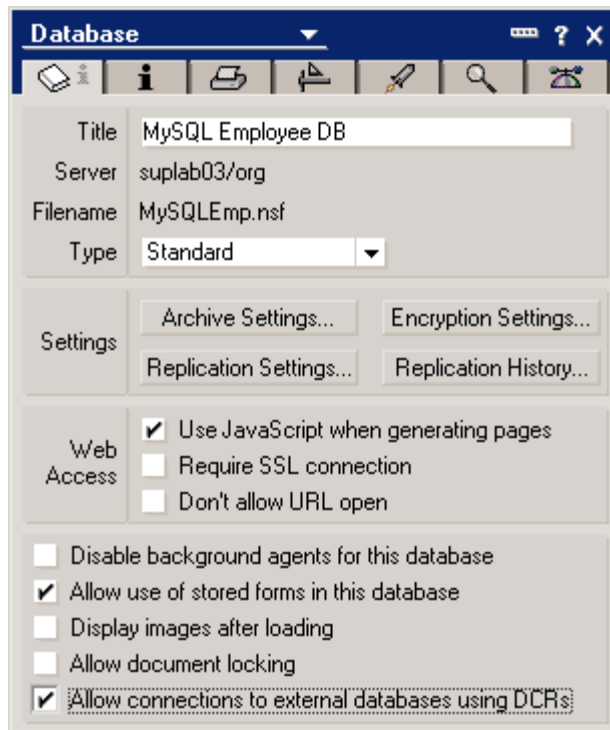 Database ? X
i i
Title MySQL Employee DB
Server suplab03/org
Filename MySQLEmp.nsf
Type Standard
Settings Archive Settings... Encryption Settings...
Replication Settings... Replication History...
Web Access
Use JavaScript when generating pages
Require SSL connection
Don't allow URL open
Disable background agents for this database
Allow use of stored forms in this database
Display images after loading
Allow document locking
Allow connections to external databases using DCRs